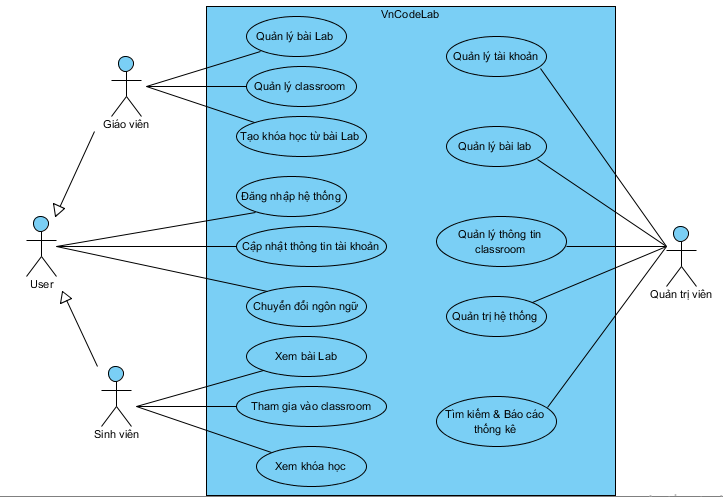 VnCodeLab
Quản lý bài Lab
Quản lý classroom
Tạo khóa học từ bài Lab
Đăng nhập hệ thống
Cập nhật thông tin tài khoản
Chuyển đổi ngôn ngữ
Xem bài Lab
Tham gia vào classroom
Xem khóa học
Quản lý tài khoản
Quản lý bài lab
Quản lý thông tin
classroom
Quản trị hệ thống
Tìm kiếm & Báo cáo
thống kê
Giáo viên
User
Sinh viên
Quản trị viên